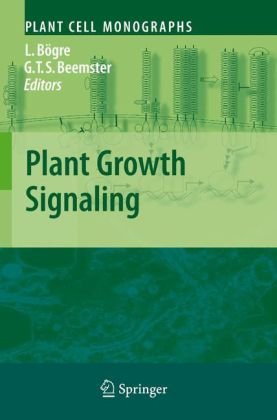 PLANT CELL MONOGRAPHS
L. Bögre
G.T.S. Beemster
Editors
Plant Growth
Signaling
Springer